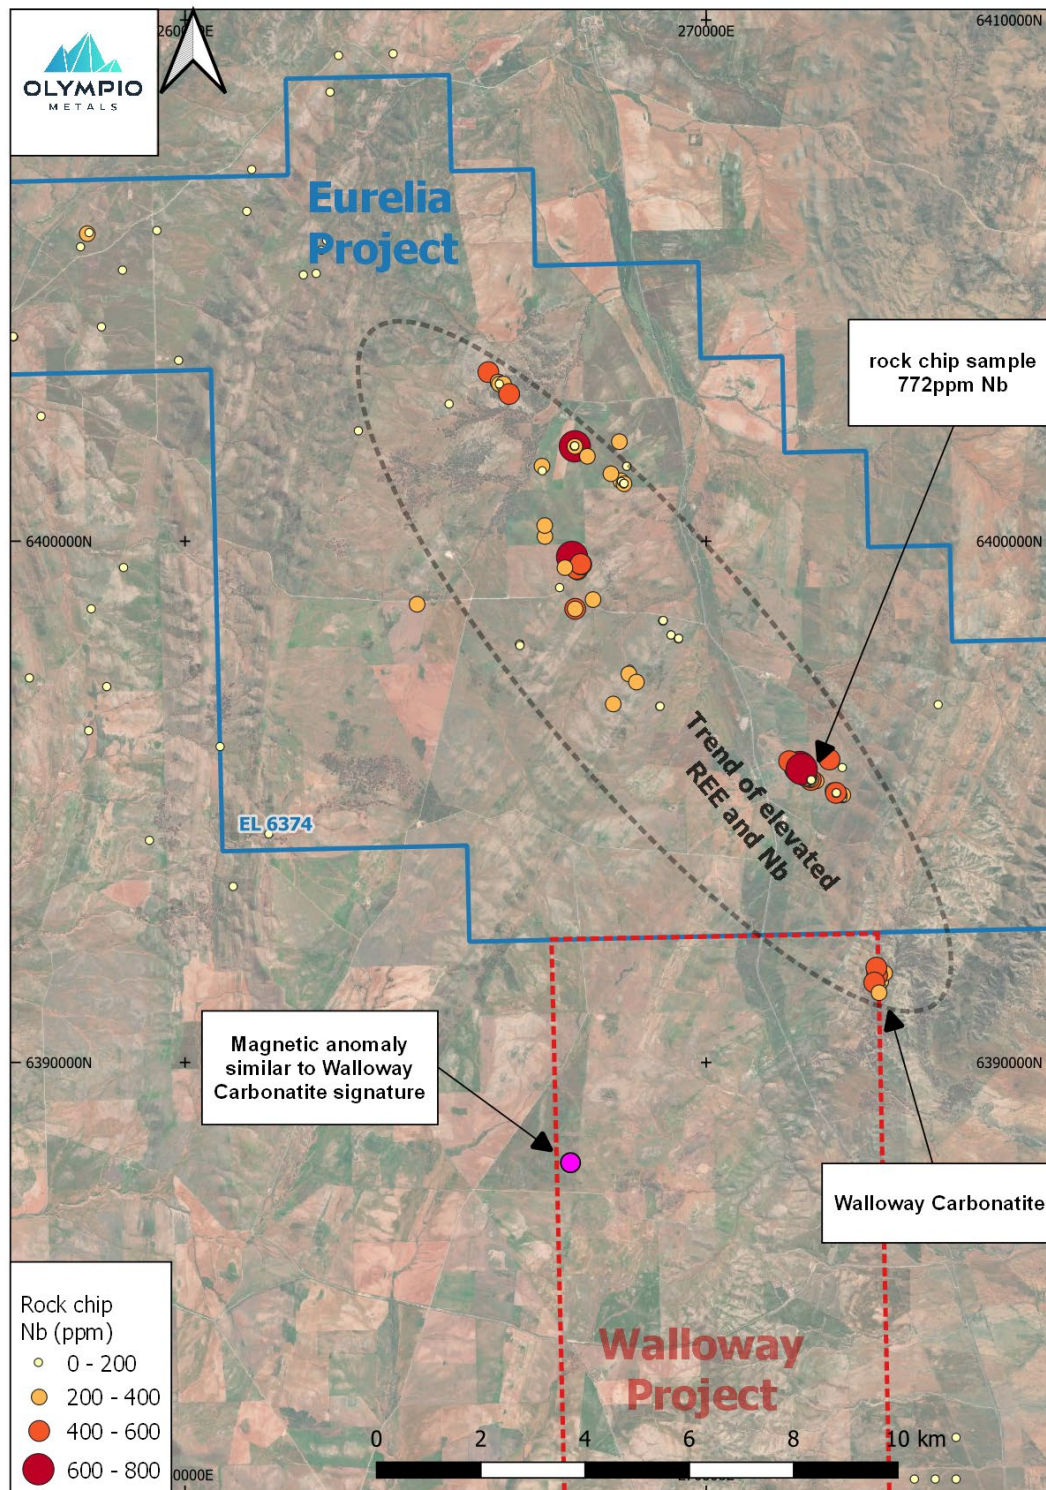 260000E
270000E
6410000N
OLYMPIO
METALS
Eurelia
Project
rock chip sample
772ppm Nb
6400000N
6400000N
Trend of elevated
REE and Nb
EL 6374
Magnetic anomaly
similar to Walloway
Carbonatite signature
6390000N
6390000N
Walloway Carbonatite
Rock chip
Nb (ppm)
0 - 200
200 - 400
400 - 600
600 - 800
Walloway
Project
0 2 4 6 8 10 km
0000E